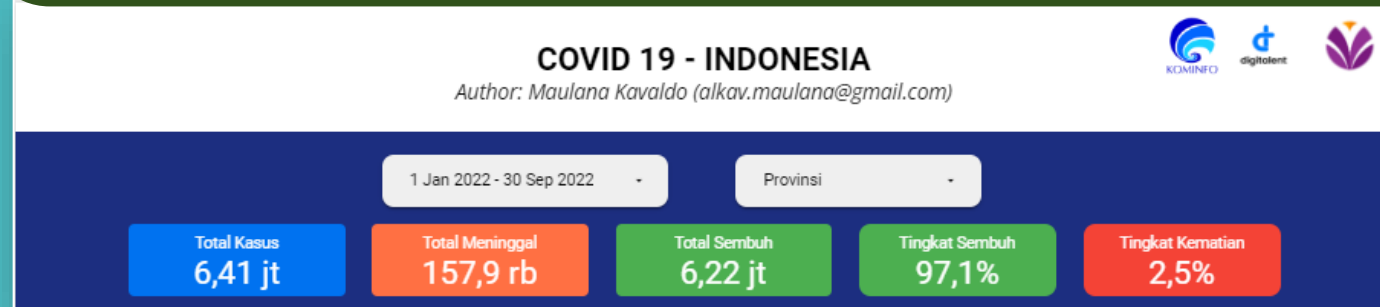 COVID 19 - INDONESIA
Author: Maulana Kavaldo (alkav.maulana@gmail.com)
KOMINFO
digitalent
1 Jan 2022 - 30 Sep 2022
Provinsi
Total Kasus
6,41 jt
Total Meninggal
157,9 rb
Total Sembuh
6,22 jt
Tingkat Sembuh
97,1%
Tingkat Kematian
2,5%